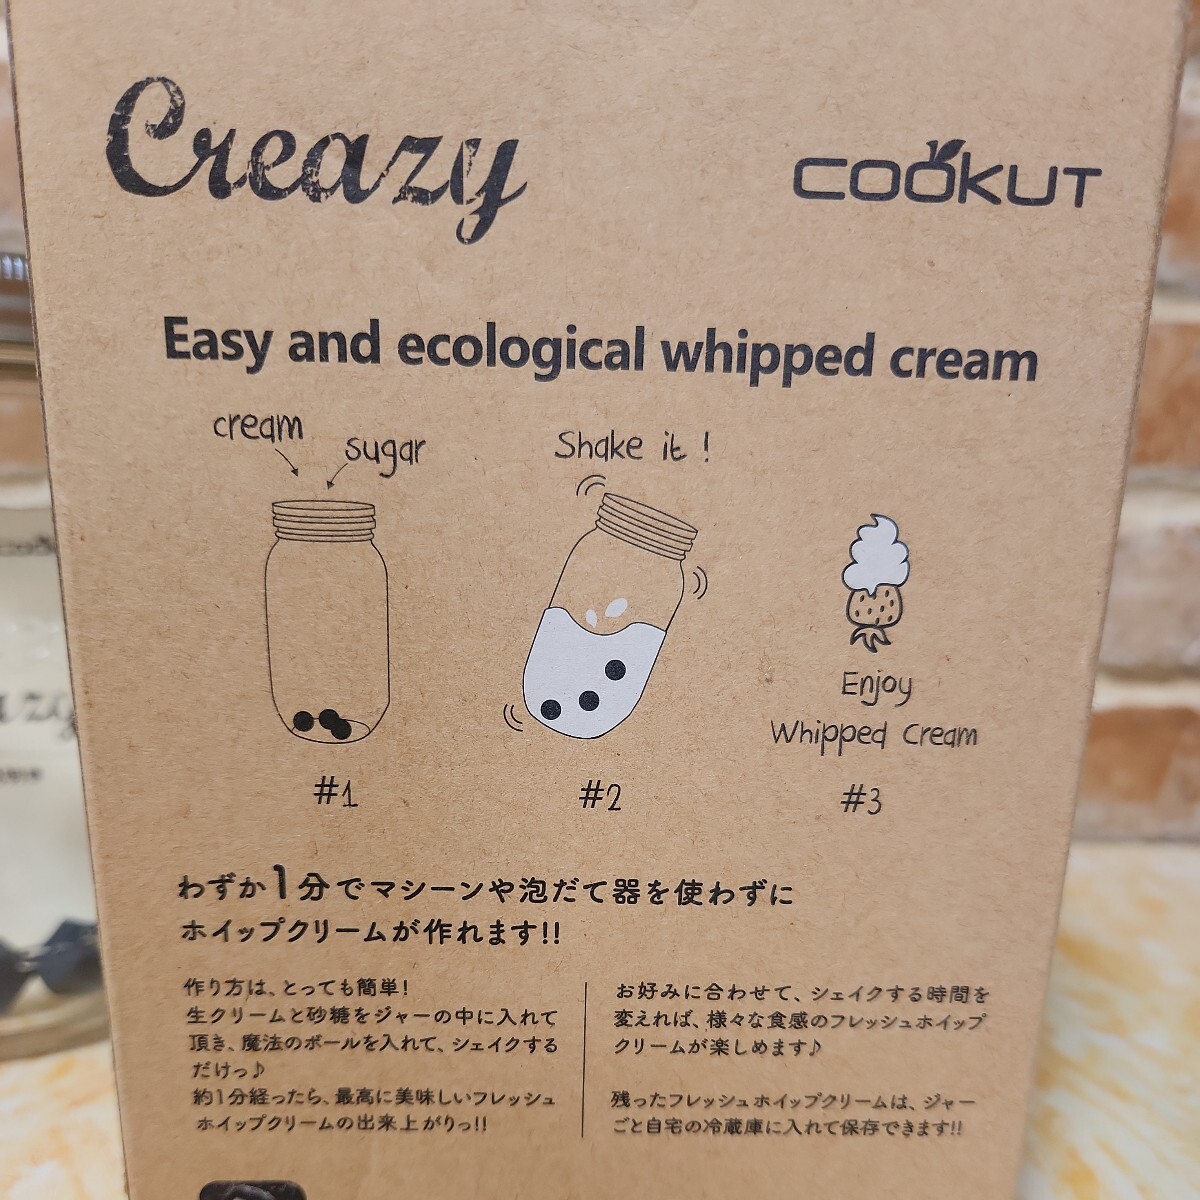 Creazy
COOKUT
Easy and ecological whipped cream
cream
sugar
Shake it !
Enjoy
Whipped Cream
#1
#2
#3
わずか1分でマシーンや泡だて器を使わずに
ホイップクリームが作れます!!
作り方は、とっても簡単!
生クリームと砂糖をジャーの中に入れて
頂き、魔法のボールを入れて、シェイクする
だけっ♪
約1分経ったら、最高に美味しいフレッシュ
ホイップクリームの出来上がりっ!!
お好みに合わせて、シェイクする時間を
変えれば、様々な食感のフレッシュホイップ
クリームが楽しめます♪
残ったフレッシュホイップクリームは、ジャー
ごと自宅の冷蔵庫に入れて保存できます!!